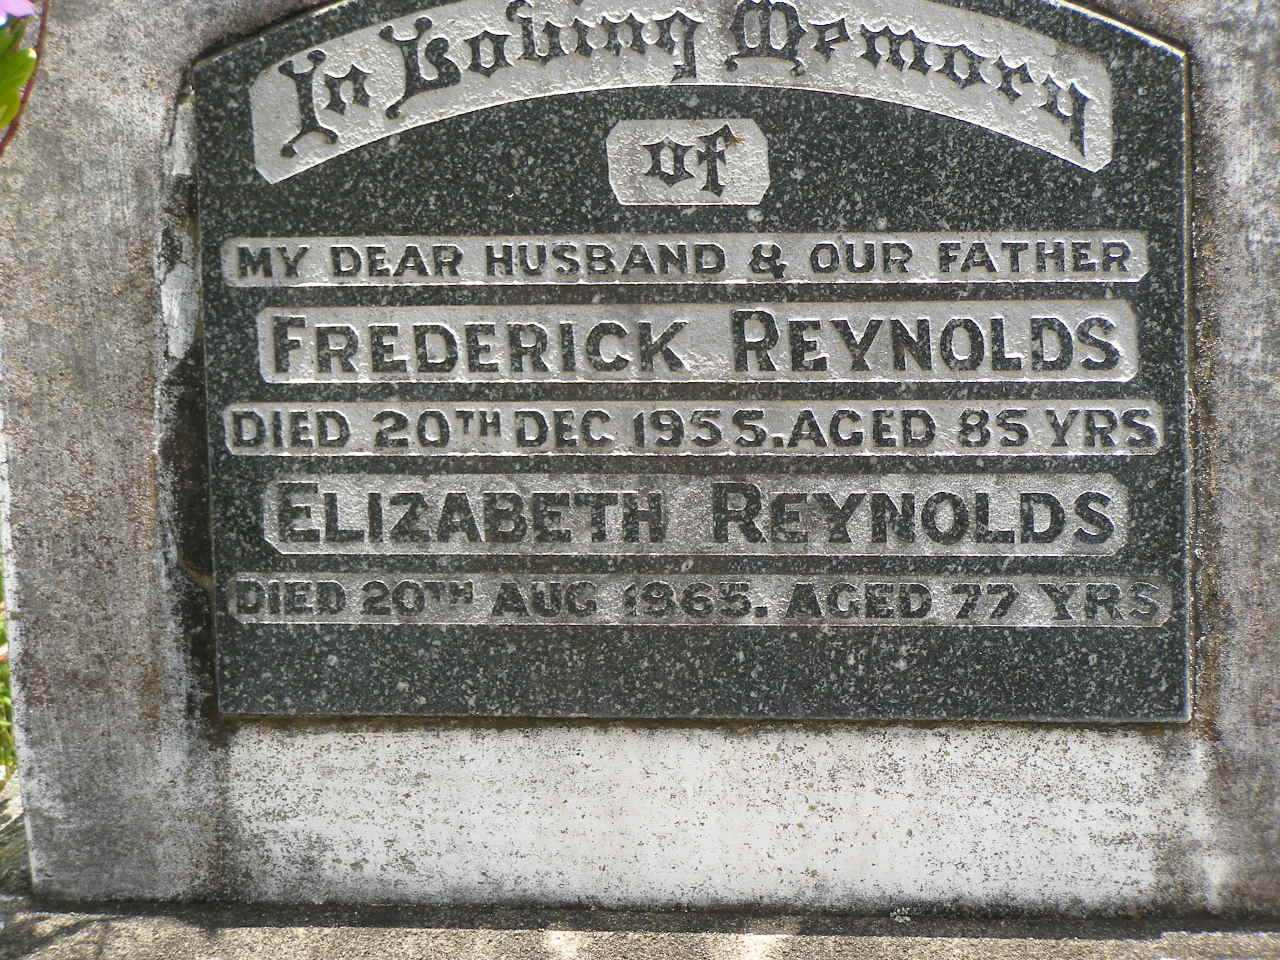 In Loving Memory
of
MY DEAR HUSBAND & OUR FATHER
FREDERICK REYNOLDS
DIED 20TH DEC 1955. AGED 85 YRS
ELIZABETH REYNOLDS
DIED 20TH AUG 1965. AGED 77 YRS